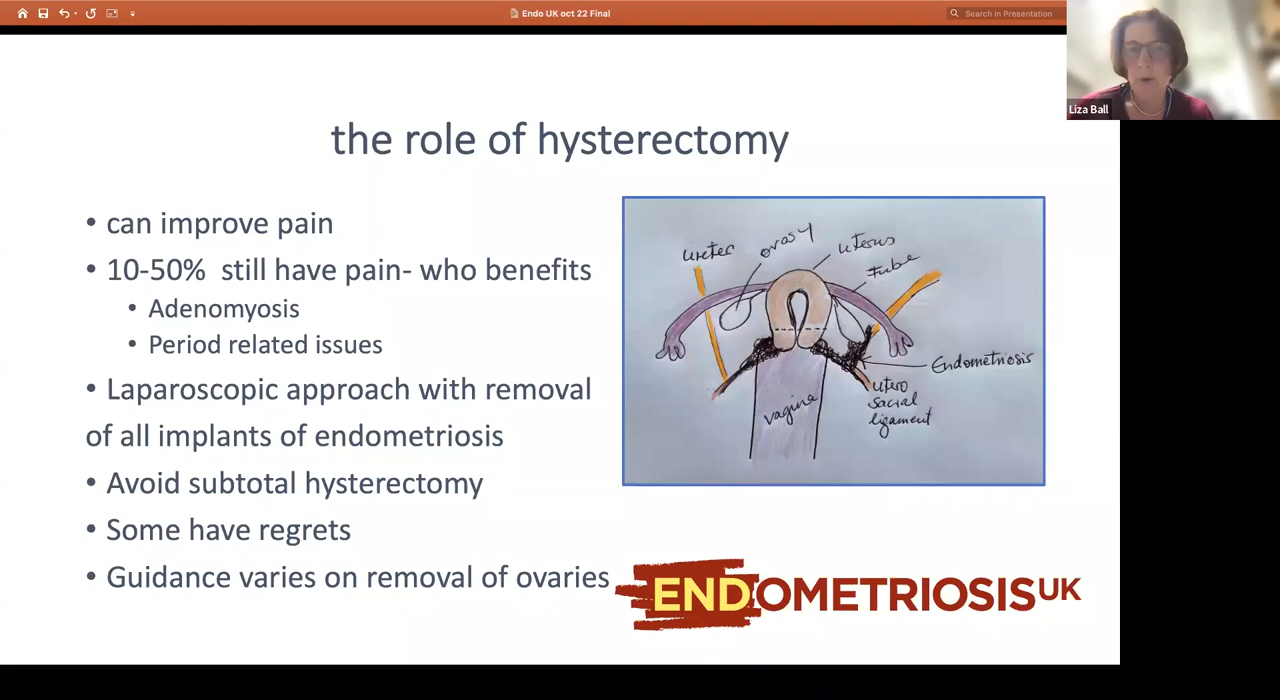 Endo UK oct 22 Final
Search in Presentation
Liza Ball
the role of hysterectomy
• can improve pain
• 10-50% still have pain- who benefits
• Adenomyosis
• Period related issues
• Laparoscopic approach with removal
of all implants of endometriosis
• Avoid subtotal hysterectomy
• Some have regrets
• Guidance varies on removal of ovaries
ureter
ovary
uterus
tube
Endometriosis
utero
sacral
ligament
vagina
ENDOMETRIOSIS UK